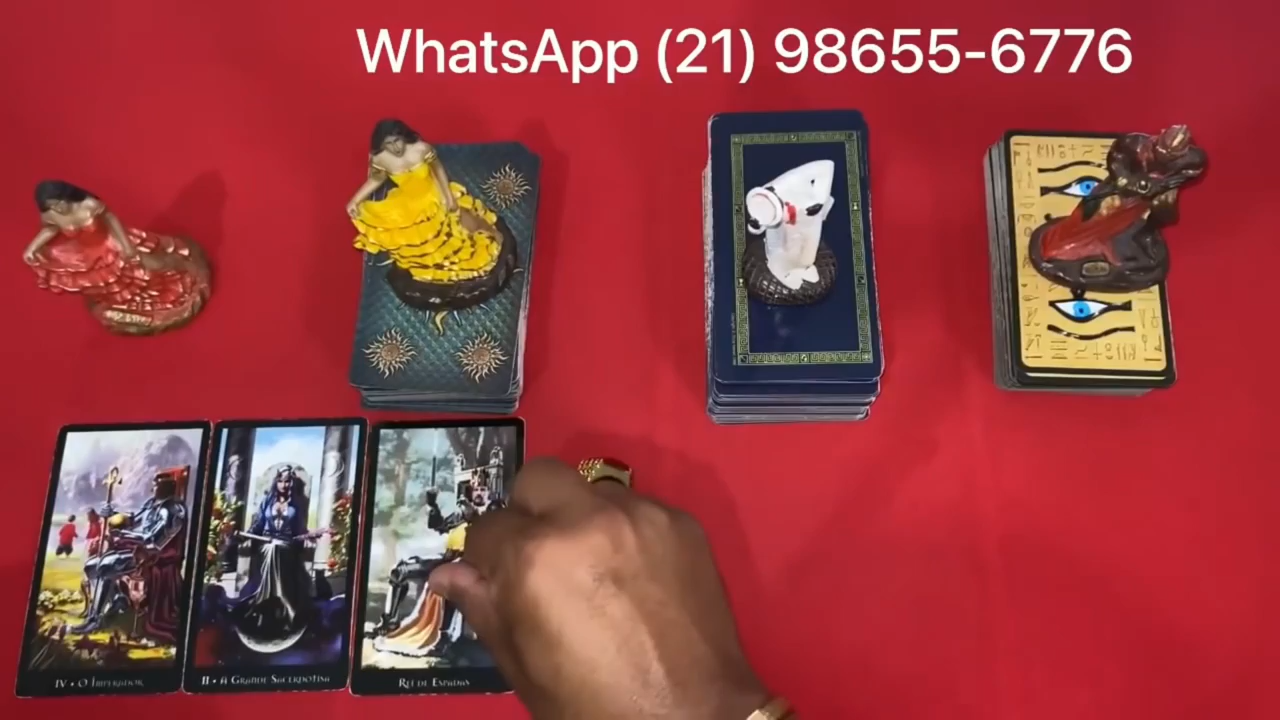 WhatsApp (21) 98655-6776
IV • O Imperador
II • A Grande Sacerdotisa
Rei de Espadas